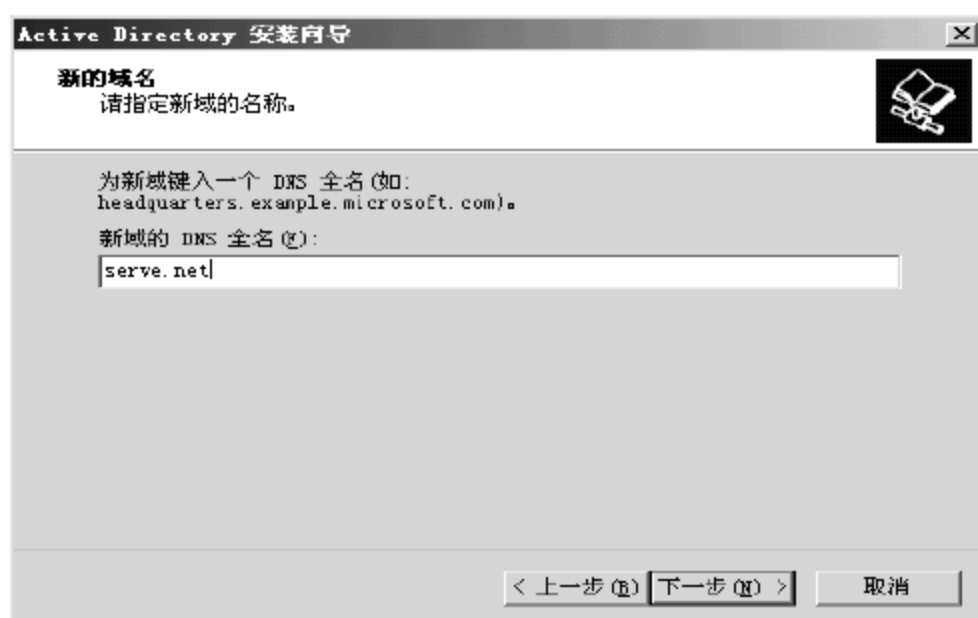 Active Directory 安装向导
新的域名
请指定新域的名称。
为新域键入一个 DNS 全名(如:
headquarters.example.microsoft.com)。
新域的 DNS 全名(F):
serve.net
< 上一步(B) 下一步(N) > 取消